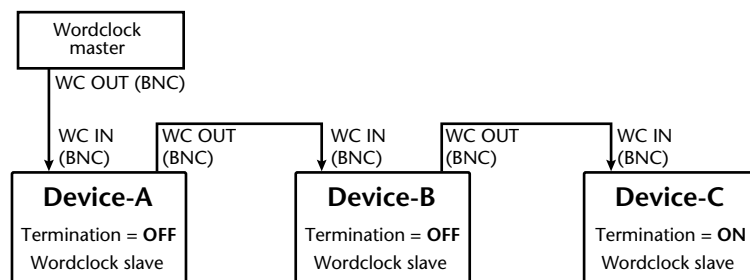 Wordclock
master
WC OUT (BNC)
WC IN
(BNC)
WC OUT
(BNC)
WC IN
(BNC)
WC OUT
(BNC)
WC IN
(BNC)
Device-A
Termination = OFF
Wordclock slave
Device-B
Termination = OFF
Wordclock slave
Device-C
Termination = ON
Wordclock slave